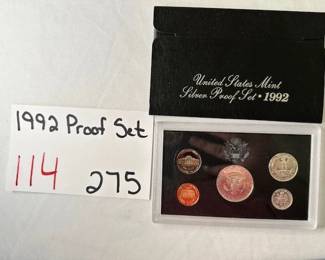 United States Mint
Silver Proof Set • 1992
1992 Proof Set
114 275